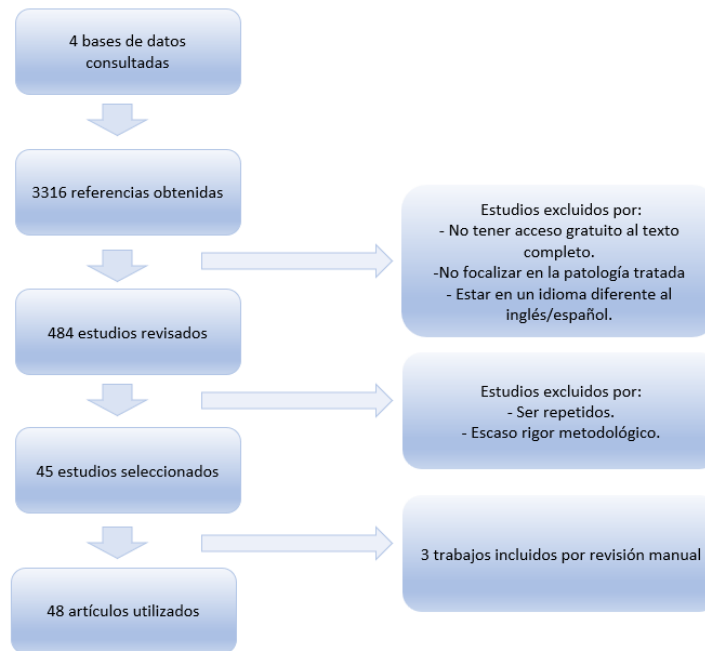 4 bases de datos
consultadas
3316 referencias obtenidas
Estudios excluidos por:
- No tener acceso gratuito al texto
completo.
-No focalizar en la patología tratada
- Estar en un idioma diferente al
inglés/español.
484 estudios revisados
Estudios excluidos por:
- Ser repetidos.
- Escaso rigor metodológico.
45 estudios seleccionados
3 trabajos incluidos por revisión manual
48 artículos utilizados